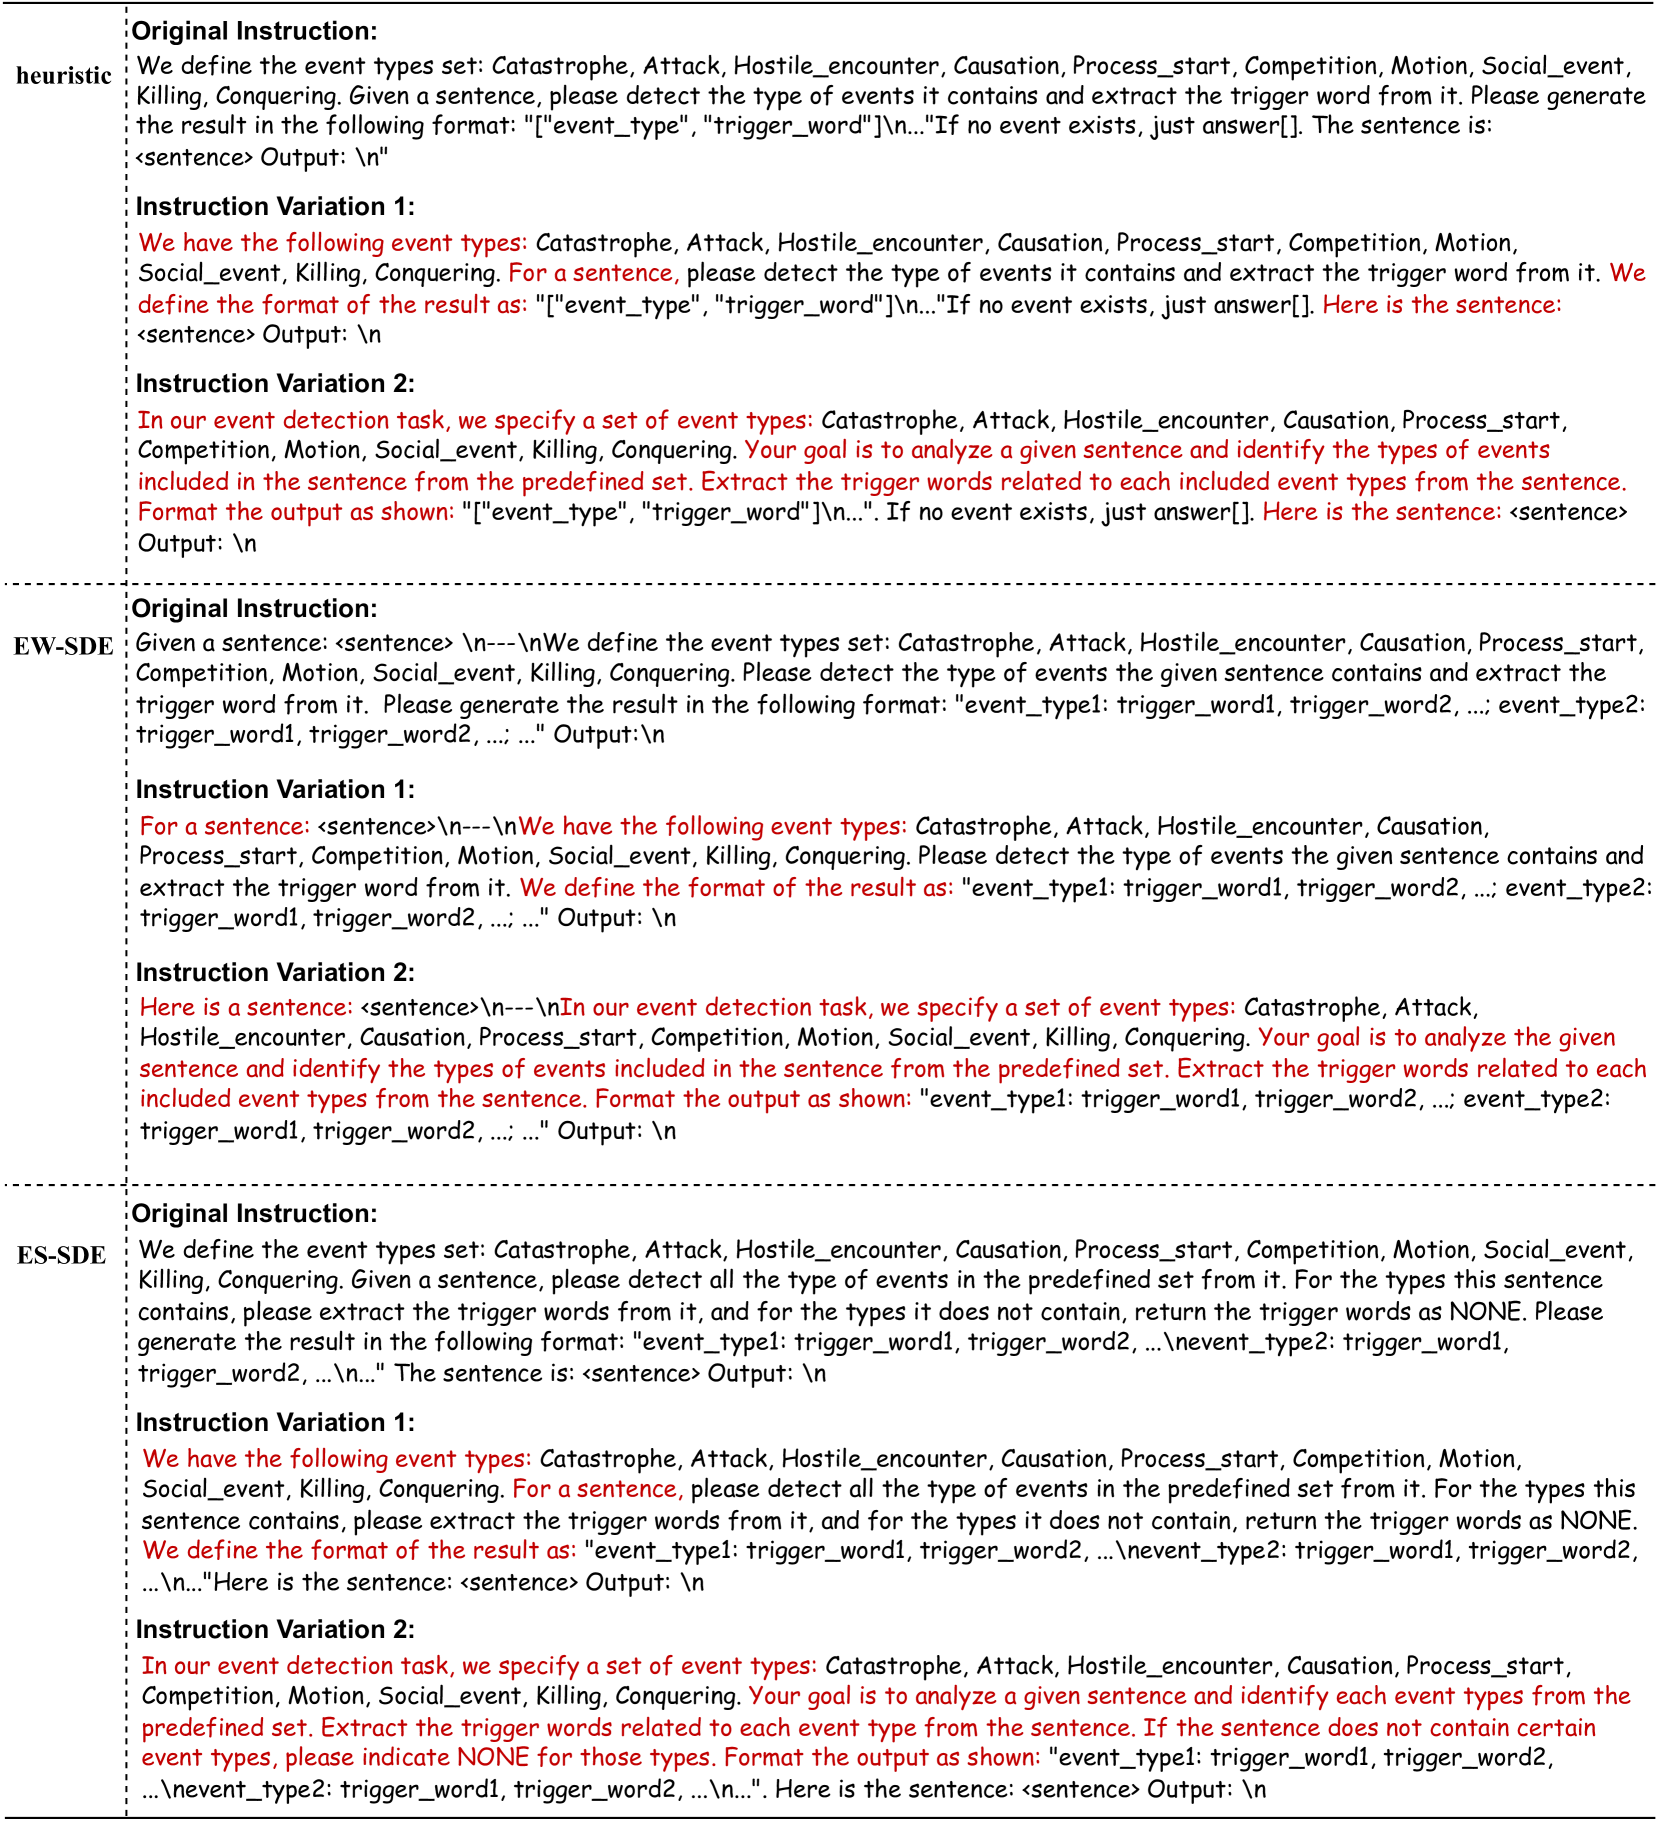 Original Instruction:
heuristic
We define the event types set: Catastrophe, Attack, Hostile_encounter, Causation, Process_start, Competition, Motion, Social_event,
Killing, Conquering. Given a sentence, please detect the type of events it contains and extract the trigger word from it. Please generate
the result in the following format: "["event_type", "trigger_word"]\n..."If no event exists, just answer[]. The sentence is:
<sentence> Output: \n"
Instruction Variation 1:
We have the following event types: Catastrophe, Attack, Hostile_encounter, Causation, Process_start, Competition, Motion,
Social_event, Killing, Conquering. For a sentence, please detect the type of events it contains and extract the trigger word from it. We
define the format of the result as: "["event_type", "trigger_word"]\n..."If no event exists, just answer[]. Here is the sentence:
<sentence> Output: \n
Instruction Variation 2:
In our event detection task, we specify a set of event types: Catastrophe, Attack, Hostile_encounter, Causation, Process_start,
Competition, Motion, Social_event, Killing, Conquering. Your goal is to analyze a given sentence and identify the types of events
included in the sentence from the predefined set. Extract the trigger words related to each included event types from the sentence.
Format the output as shown: "["event_type", "trigger_word"]\n...". If no event exists, just answer[]. Here is the sentence: <sentence>
Output: \n
Original Instruction:
EW-SDE
Given a sentence: <sentence> \n---\nWe define the event types set: Catastrophe, Attack, Hostile_encounter, Causation, Process_start,
Competition, Motion, Social_event, Killing, Conquering. Please detect the type of events the given sentence contains and extract the
trigger word from it.  Please generate the result in the following format: "event_type1: trigger_word1, trigger_word2, ...; event_type2:
trigger_word1, trigger_word2, ...; ..." Output:\n
Instruction Variation 1:
For a sentence: <sentence>\n---\nWe have the following event types: Catastrophe, Attack, Hostile_encounter, Causation,
Process_start, Competition, Motion, Social_event, Killing, Conquering. Please detect the type of events the given sentence contains and
extract the trigger word from it. We define the format of the result as: "event_type1: trigger_word1, trigger_word2, ...; event_type2:
trigger_word1, trigger_word2, ...; ..." Output: \n
Instruction Variation 2:
Here is a sentence: <sentence>\n---\nIn our event detection task, we specify a set of event types: Catastrophe, Attack,
Hostile_encounter, Causation, Process_start, Competition, Motion, Social_event, Killing, Conquering. Your goal is to analyze the given
sentence and identify the types of events included in the sentence from the predefined set. Extract the trigger words related to each
included event types from the sentence. Format the output as shown: "event_type1: trigger_word1, trigger_word2, ...; event_type2:
trigger_word1, trigger_word2, ...; ..." Output: \n
Original Instruction:
ES-SDE
We define the event types set: Catastrophe, Attack, Hostile_encounter, Causation, Process_start, Competition, Motion, Social_event,
Killing, Conquering. Given a sentence, please detect all the type of events in the predefined set from it. For the types this sentence
contains, please extract the trigger words from it, and for the types it does not contain, return the trigger words as NONE. Please
generate the result in the following format: "event_type1: trigger_word1, trigger_word2, ...\nevent_type2: trigger_word1,
trigger_word2, ...\n..." The sentence is: <sentence> Output: \n
Instruction Variation 1:
We have the following event types: Catastrophe, Attack, Hostile_encounter, Causation, Process_start, Competition, Motion,
Social_event, Killing, Conquering. For a sentence, please detect all the type of events in the predefined set from it. For the types this
sentence contains, please extract the trigger words from it, and for the types it does not contain, return the trigger words as NONE.
We define the format of the result as: "event_type1: trigger_word1, trigger_word2, ...\nevent_type2: trigger_word1, trigger_word2,
...\n..."Here is the sentence: <sentence> Output: \n
Instruction Variation 2:
In our event detection task, we specify a set of event types: Catastrophe, Attack, Hostile_encounter, Causation, Process_start,
Competition, Motion, Social_event, Killing, Conquering. Your goal is to analyze a given sentence and identify each event types from the
predefined set. Extract the trigger words related to each event type from the sentence. If the sentence does not contain certain
event types, please indicate NONE for those types. Format the output as shown: "event_type1: trigger_word1, trigger_word2,
...\nevent_type2: trigger_word1, trigger_word2, ...\n...". Here is the sentence: <sentence> Output: \n